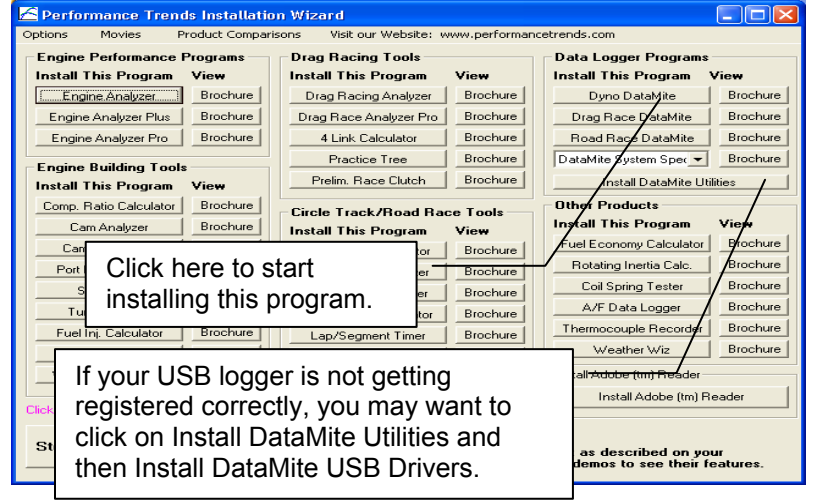 Performance Trends Installation Wizard
Options Movies Product Comparisons Visit our Website: www.performancetrends.com
Engine Performance Programs
Install This Program View
Engine Analyzer Brochure
Engine Analyzer Plus Brochure
Engine Analyzer Pro Brochure
Engine Building Tools
Install This Program View
Comp. Ratio Calculator Brochure
Cam Analyzer Brochure
Fuel Inj. Calculator Brochure
Drag Racing Tools
Install This Program View
Drag Racing Analyzer Brochure
Drag Race Analyzer Pro Brochure
4 Link Calculator Brochure
Practice Tree Brochure
Prelim. Race Clutch Brochure
Circle Track/Road Race Tools
Install This Program View
Brochure
Brochure
Brochure
Brochure
Lap/Segment Timer Brochure
Data Logger Programs
Install This Program View
Dyno DataMite Brochure
Drag Race DataMite Brochure
Road Race DataMite Brochure
DataMite System Spec Brochure
Install DataMite Utilities
Other Products
Install This Program View
Fuel Economy Calculator Brochure
Rotating Inertia Calc. Brochure
Coil Spring Tester Brochure
A/F Data Logger Brochure
Thermocouple Recorder Brochure
Weather Wiz Brochure
Adobe (tm) Reader
Install Adobe (tm) Reader
Click here to start
installing this program.
If your USB logger is not getting
registered correctly, you may want to
click on Install DataMite Utilities and
then Install DataMite USB Drivers.
Click
as described on your
demos to see their features.